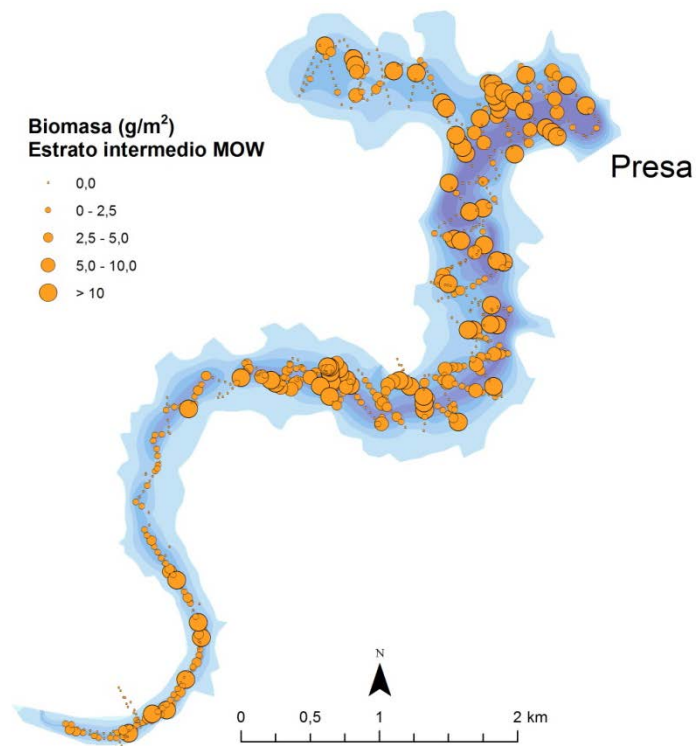 Biomasa (g/m²)
Estrato intermedio MOW
0,0
0 - 2,5
2,5 - 5,0
5,0 - 10,0
> 10
Presa
N
0 0,5 1 2 km